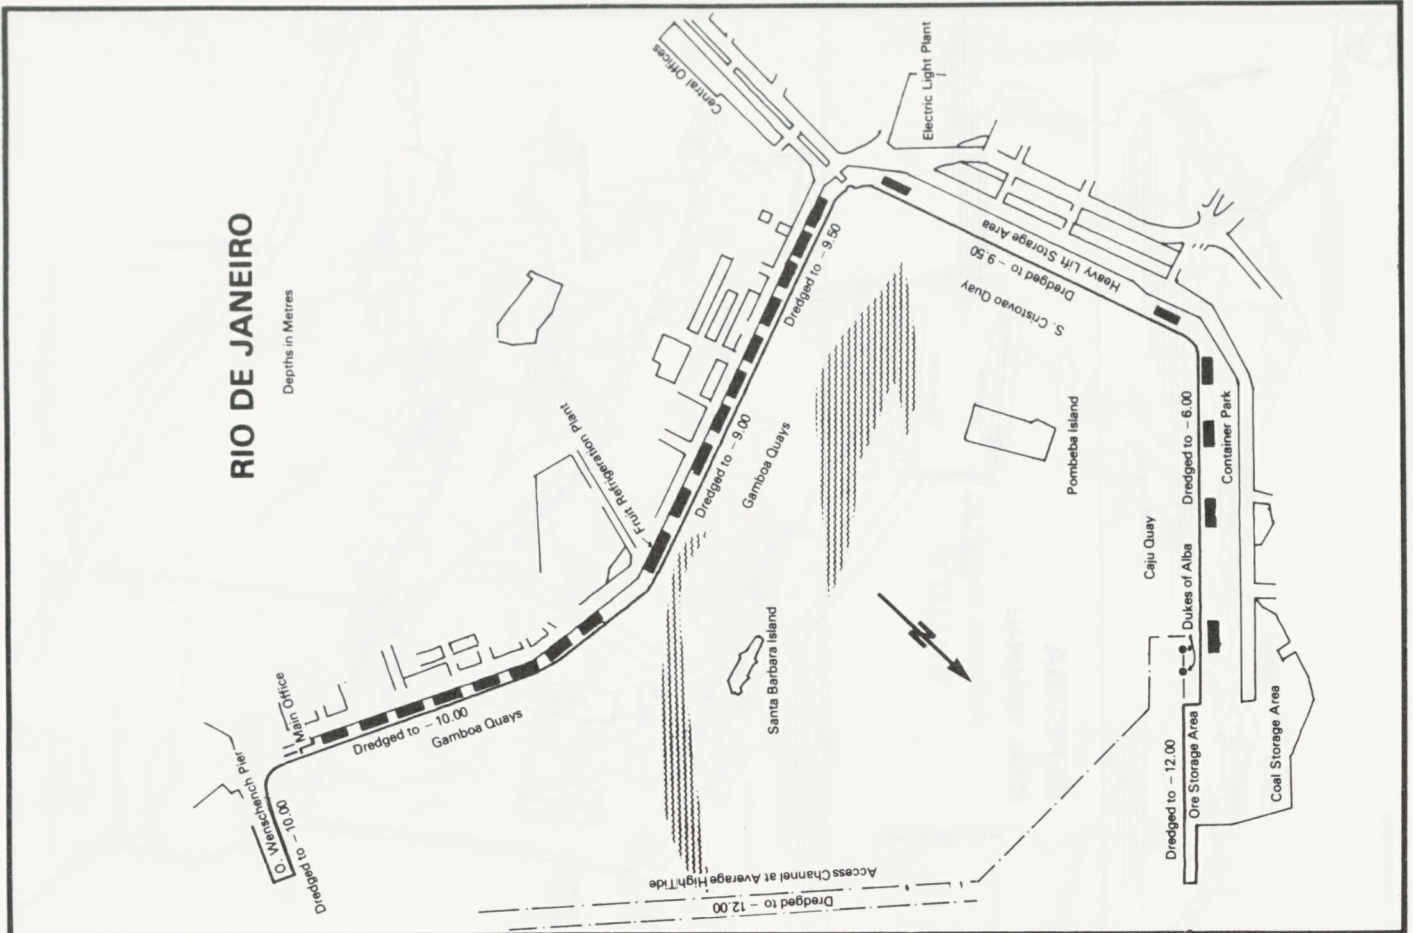 RIO DE JANEIRO
Depths in Metres
Central Offices
Electric Light Plant
Dredged to – 9.50
Heavy Lift Storage Area
Dredged to – 9.50
S. Cristovao Quay
Fruit Refrigeration Plant
Dredged to – 9.00
Gamboa Quays
Pombeba Island
Dredged to – 6.00
Container Park
Caju Quay
Dukes of Alba
Santa Barbara Island
N
Main Office
Dredged to – 10.00
Gamboa Quays
O. Wenschench Pier
Dredged to – 10.00
Dredged to – 12.00
Ore Storage Area
Coal Storage Area
Access Channel at Average High Tide
Dredged to – 12.00